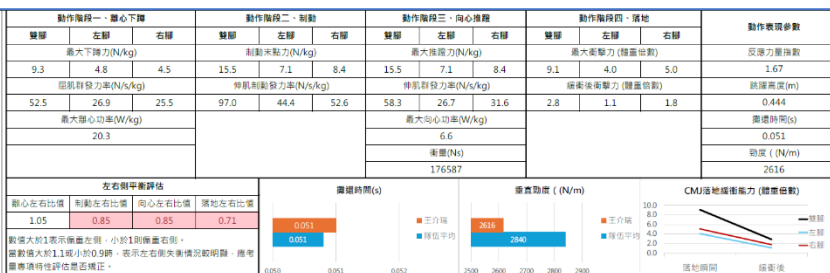 動作階段一、離心下蹲 動作階段二、制動 動作階段三、向心推蹬 動作階段四、落地 動作表現參數
雙腳 左腳 右腳 雙腳 左腳 右腳 雙腳 左腳 右腳 雙腳 左腳 右腳
最大下蹲力(N/kg) 制動末點力(N/kg) 最大推蹬力(N/kg) 最大衝擊力 (體重倍數) 反應力量指數
9.3 4.8 4.5 15.5 7.1 8.4 15.5 7.1 8.4 9.1 4.0 5.0 1.67
屈肌群發力率(N/s/kg) 伸肌制動發力率(N/s/kg) 伸肌群發力率(N/s/kg) 緩衝後衝擊力 (體重倍數) 跳躍高度(m)
52.5 26.9 25.5 97.0 44.4 52.6 58.3 26.7 31.6 2.8 1.1 1.8 0.444
最大離心功率(W/kg) 最大向心功率(W/kg) 攤還時間(s)
20.3 6.6 0.051
衝量(Ns) 勁度 ( (N/m)
176587 2616
左右側平衡評估
離心左右比值 制動左右比值 向心左右比值 落地左右比值
1.05 0.85 0.85 0.71
數值大於1表示偏重左側，小於1則偏重右側。
當數值大於1.1或小於0.9時，表示左右側失衡情況較明顯，應考
量專項特性評估是否矯正。
攤還時間(s)
0.051
0.051
王介瑞
隊伍平均
0.050 0.051 0.052
垂直勁度 ( (N/m)
2616
2840
王介瑞
隊伍平均
2500 2600 2700 2800 2900
CMJ落地緩衝能力 (體重倍數)
10.0
8.0
6.0
4.0
2.0
0.0
雙腳
左腳
右腳
落地瞬間 緩衝後